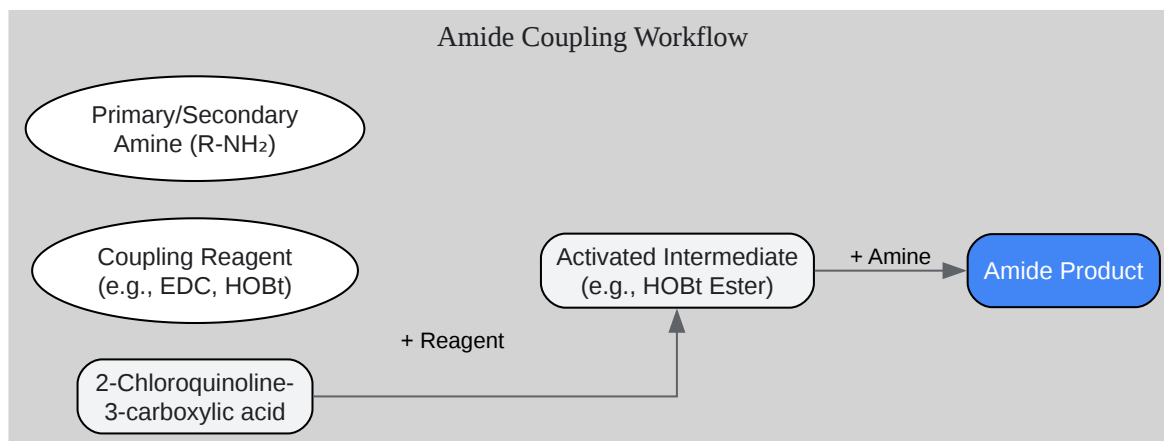 Amide Coupling Workflow
Primary/Secondary
Amine (R-NH₂)
Coupling Reagent
(e.g., EDC, HOBt)
2-Chloroquinoline-
3-carboxylic acid
+ Reagent
Activated Intermediate
(e.g., HOBt Ester)
+ Amine
Amide Product